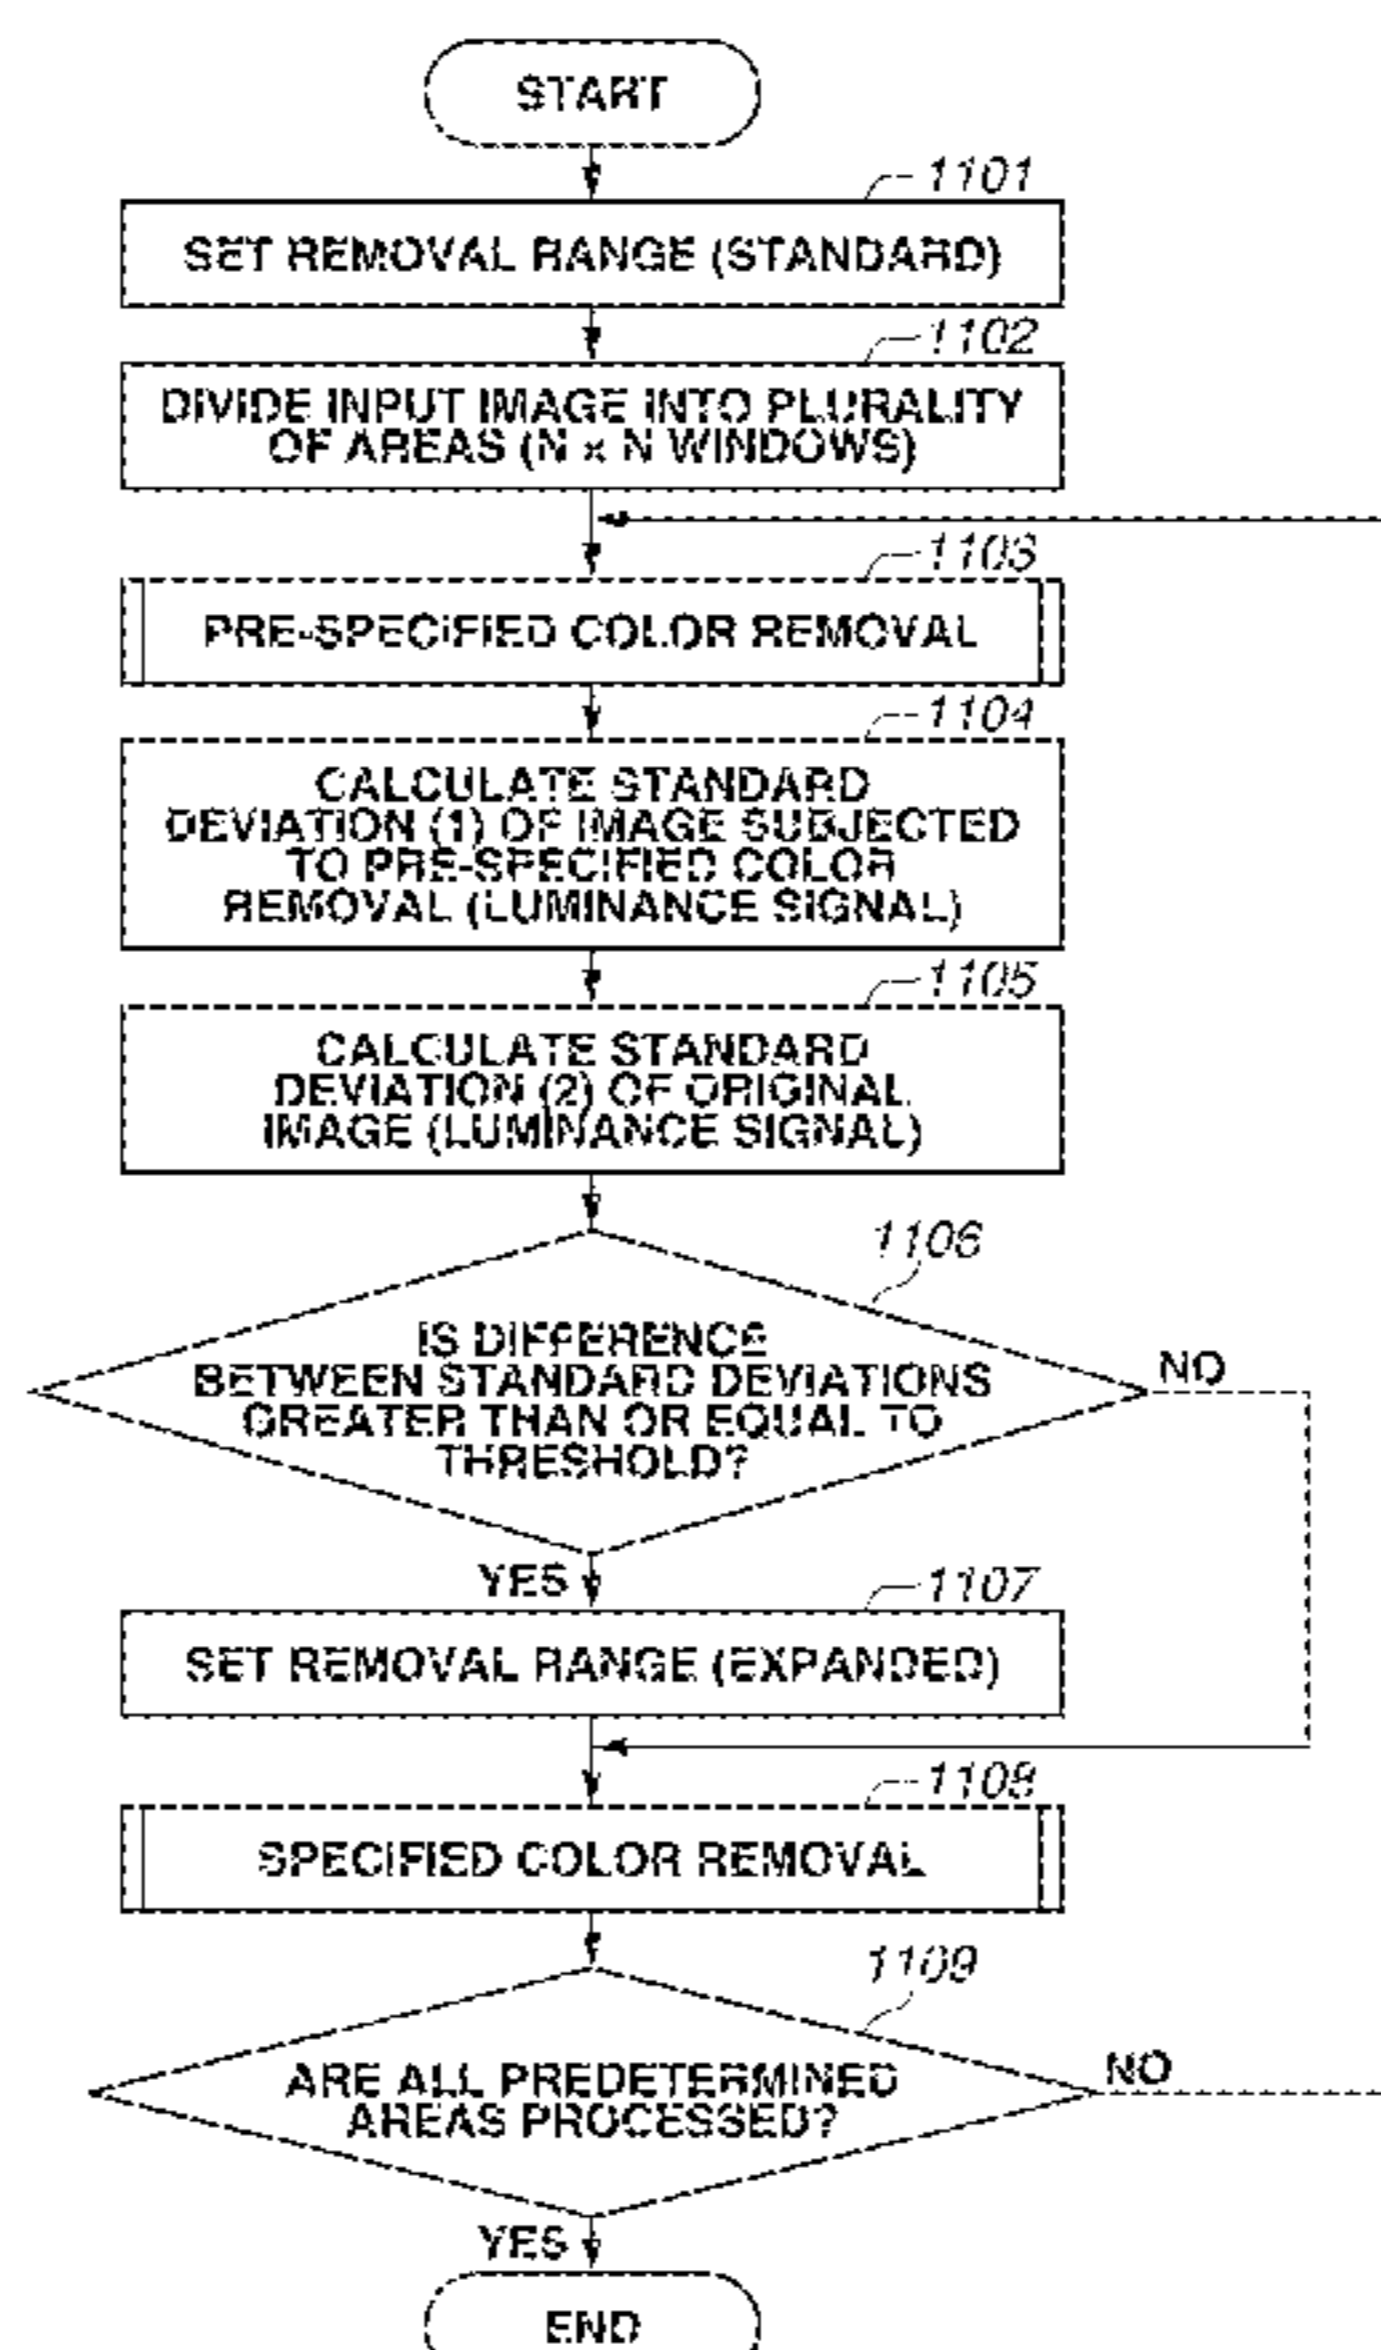 START
1101
SET REMOVAL RANGE (STANDARD)
1102
DIVIDE INPUT IMAGE INTO PLURALITY
OF AREAS (N × N WINDOWS)
1103
PRE-SPECIFIED COLOR REMOVAL
1104
CALCULATE STANDARD
DEVIATION (1) OF IMAGE SUBJECTED
TO PRE-SPECIFIED COLOR
REMOVAL (LUMINANCE SIGNAL)
1105
CALCULATE STANDARD
DEVIATION (2) OF ORIGINAL
IMAGE (LUMINANCE SIGNAL)
1106
IS DIFFERENCE
BETWEEN STANDARD DEVIATIONS
GREATER THAN OR EQUAL TO
THRESHOLD?
NO
YES
1107
SET REMOVAL RANGE (EXPANDED)
1108
SPECIFIED COLOR REMOVAL
1109
ARE ALL PREDETERMINED
AREAS PROCESSED?
NO
YES
END